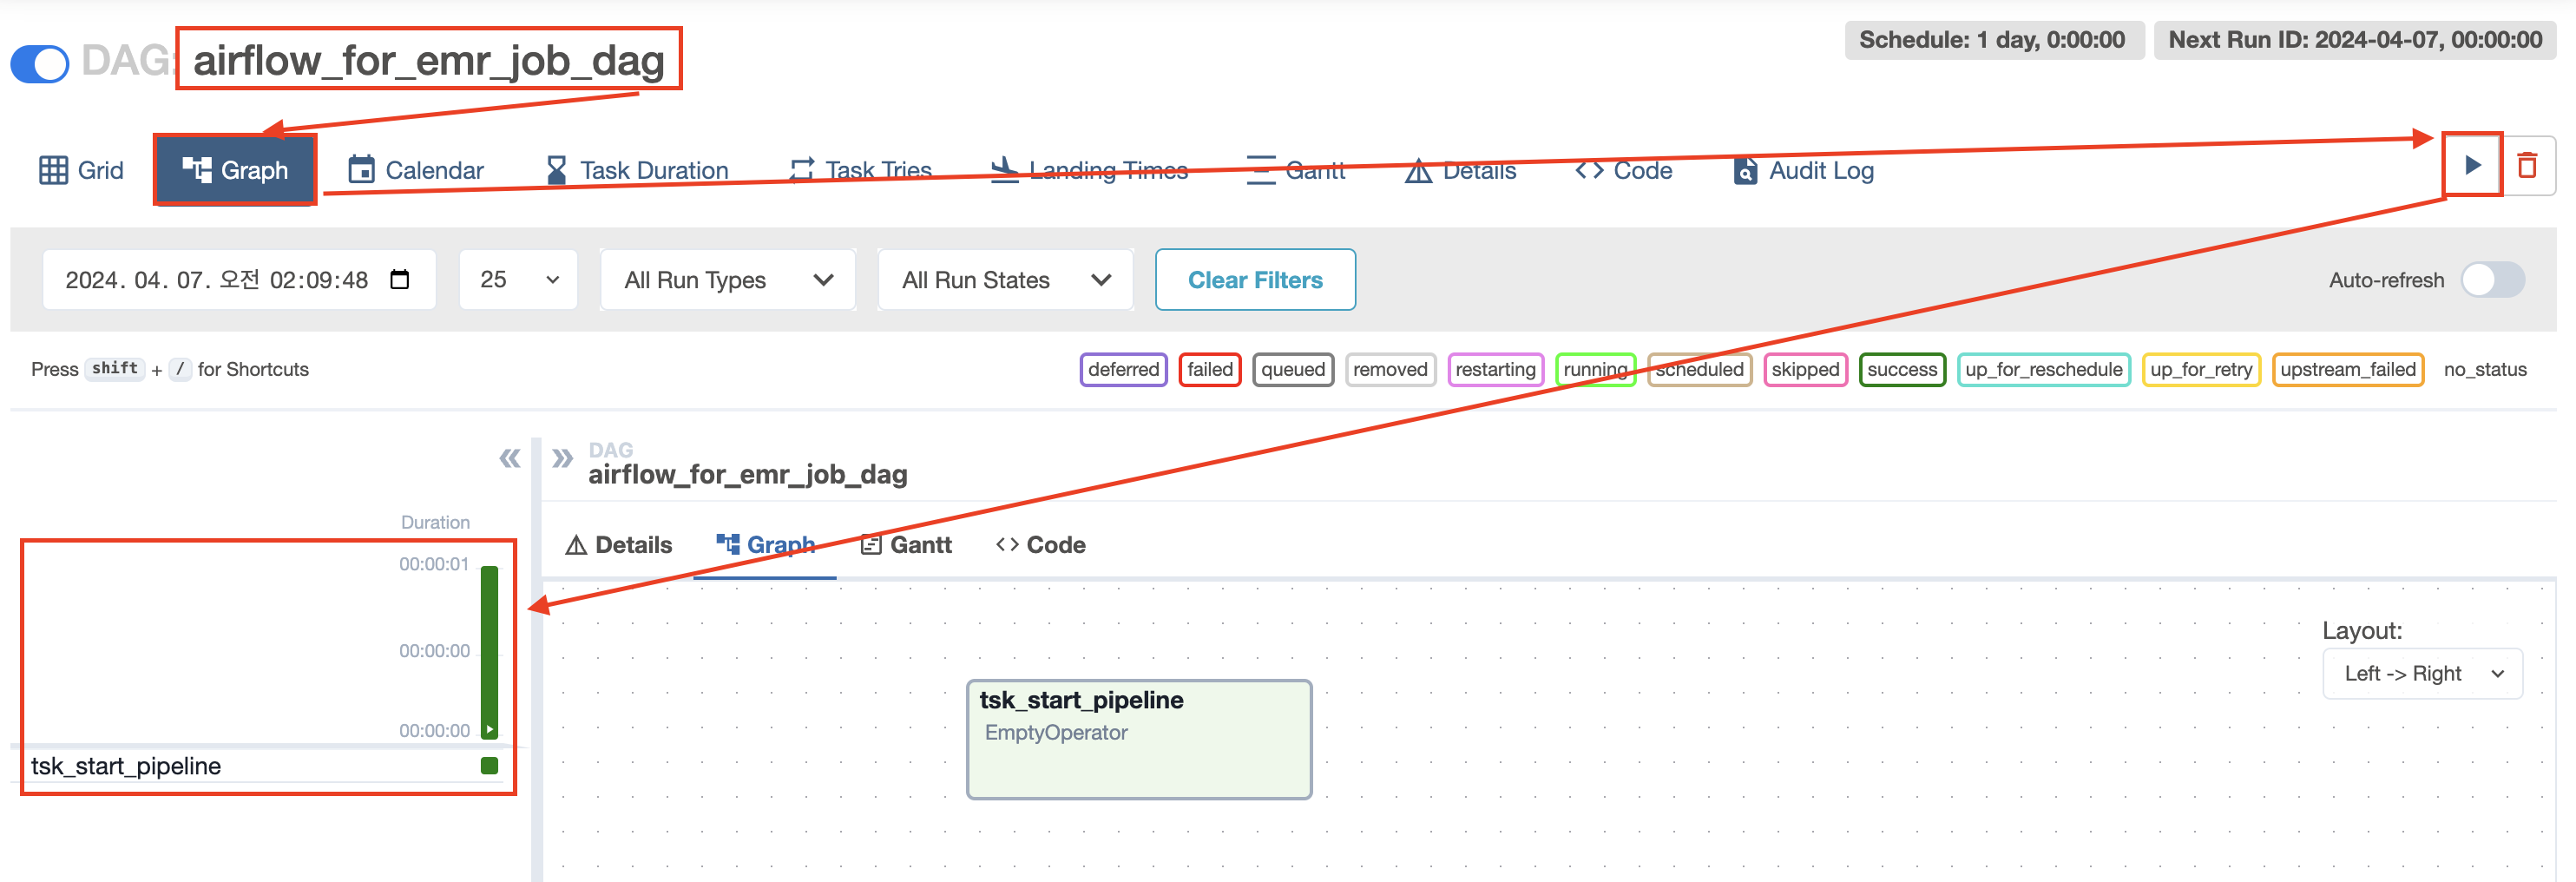 DAG: airflow_for_emr_job_dag
Schedule: 1 day, 0:00:00
Next Run ID: 2024-04-07, 00:00:00
Grid
Graph
Calendar
Task Duration
Task Tries
Landing Times
Gantt
Details
Code
Audit Log
2024. 04. 07. 오전 02:09:48
25
All Run Types
All Run States
Clear Filters
Auto-refresh
Press shift + / for Shortcuts
deferred
failed
queued
removed
restarting
running
scheduled
skipped
success
up_for_reschedule
up_for_retry
upstream_failed
no_status
DAG
airflow_for_emr_job_dag
Duration
00:00:01
00:00:00
00:00:00
tsk_start_pipeline
Details
Graph
Gantt
Code
Layout:
Left -> Right
tsk_start_pipeline
EmptyOperator